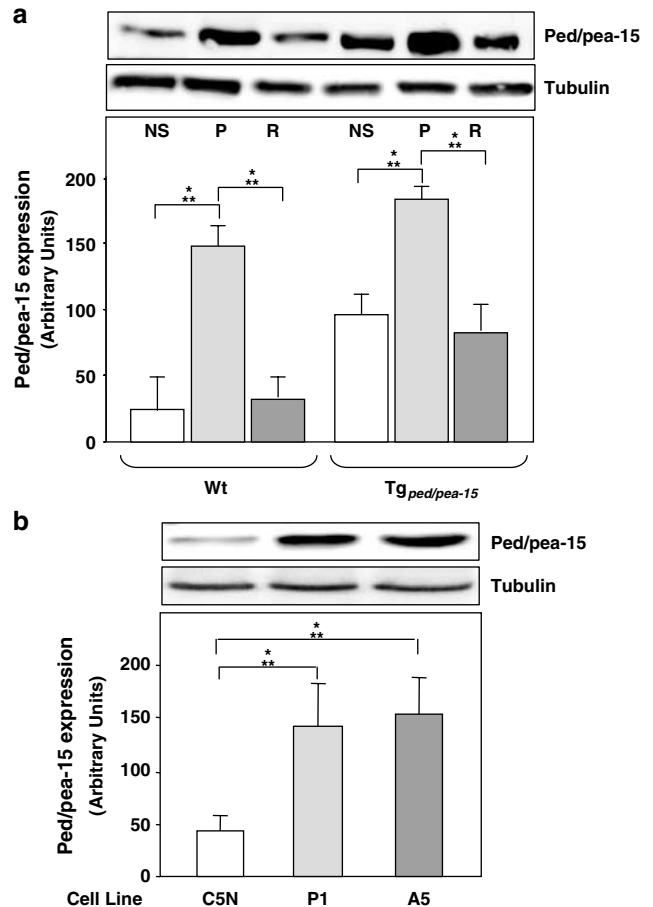 a
Ped/pea-15
Tubulin
NS P R NS P R
* ** * ** * ** * **
Ped/pea-15 expression
(Arbitrary Units)
200
150
100
50
0
Wt Tg ped/pea-15
b
Ped/pea-15
Tubulin
* **
* **
Ped/pea-15 expression
(Arbitrary Units)
200
150
100
50
0
Cell Line C5N P1 A5